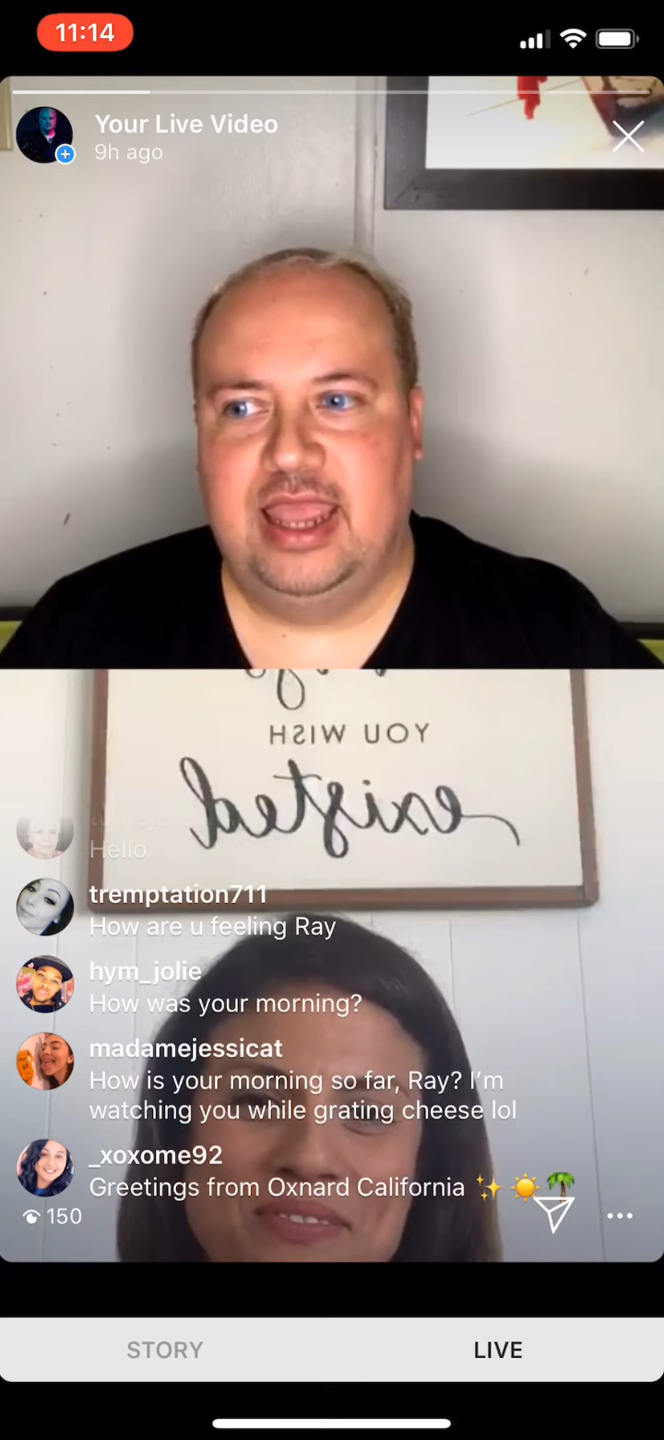 11:14
Your Live Video
9h ago
YOU WISH
existed
Hello
tremptation711
How are u feeling Ray
hym_jolie
How was your morning?
madamejessicat
How is your morning so far, Ray? I'm
watching you while grating cheese lol
_xoxome92
Greetings from Oxnard California ✨☀️🌴
150
STORY
LIVE